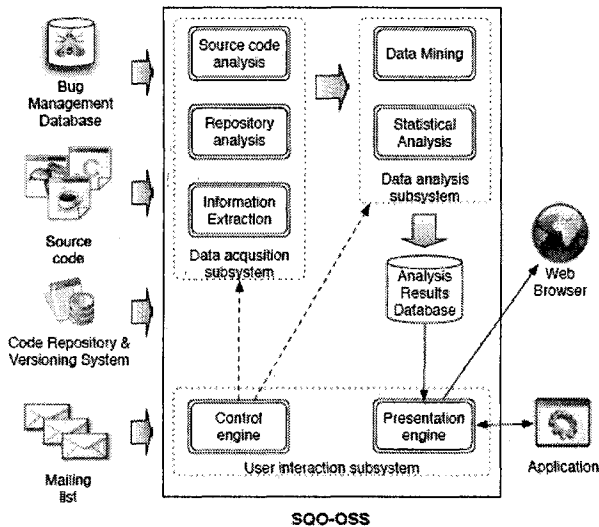 Bug
Management
Database
Source
code
Code Repository &
Versioning System
Mailing
list
Source code
analysis
Repository
analysis
Information
Extraction
Data acqusition
subsystem
Data Mining
Statistical
Analysis
Data analysis
subsystem
Analysis
Results
Database
Control
engine
Presentation
engine
User interaction subsystem
Web
Browser
Application
SQO-OSS